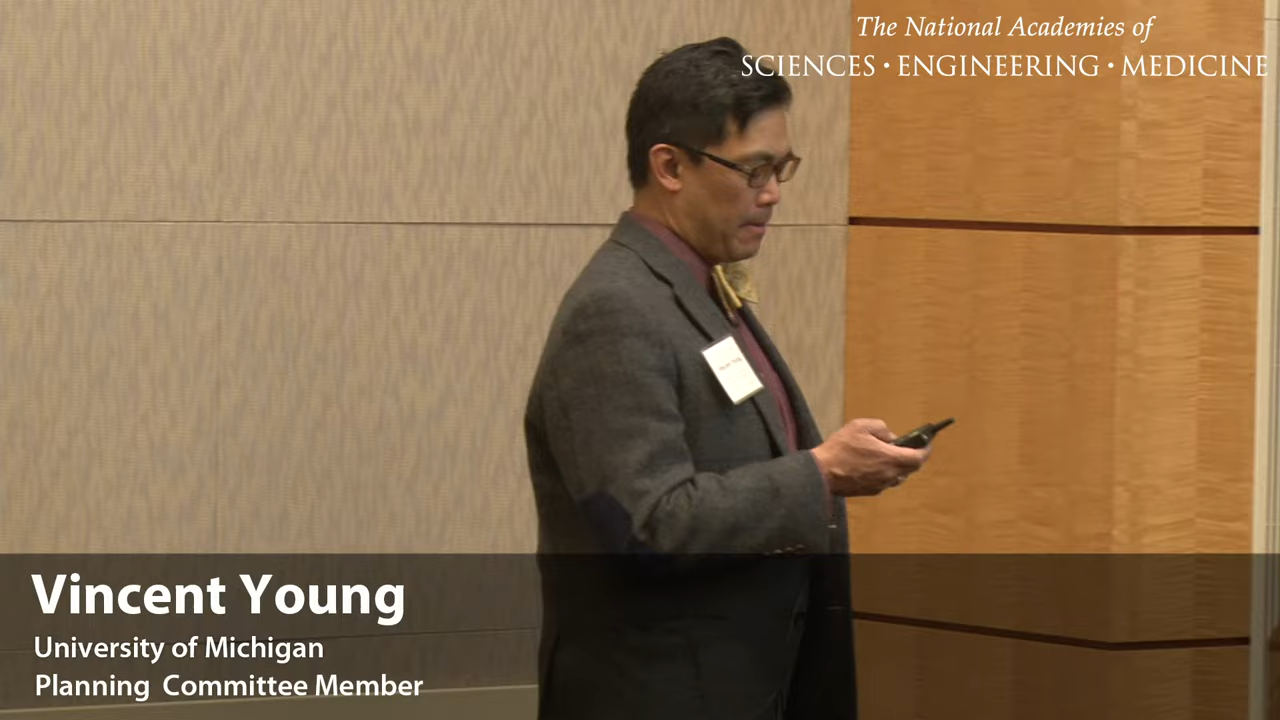 The National Academies of
SCIENCES • ENGINEERING • MEDICINE
Vincent Young
University of Michigan
Planning Committee Member